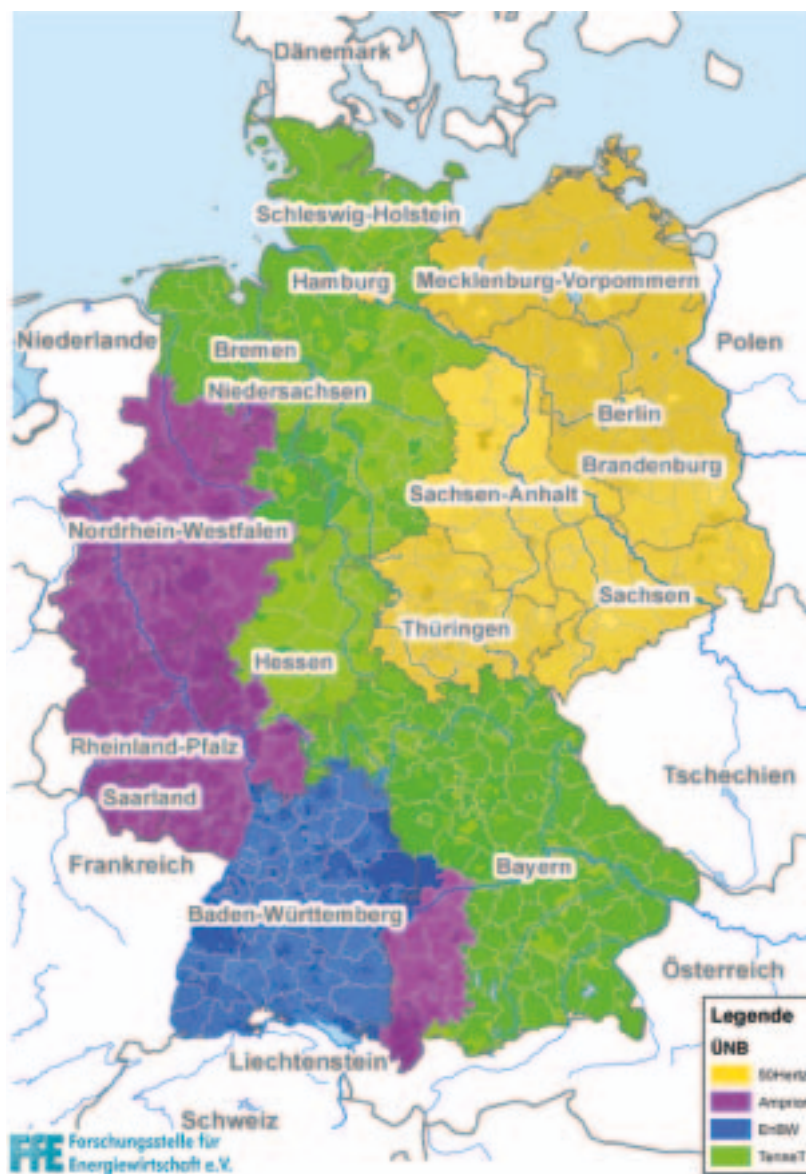 Dänemark
Schleswig-Holstein
Hamburg
Mecklenburg-Vorpommern
Niederlande
Bremen
Polen
Niedersachsen
Berlin
Brandenburg
Sachsen-Anhalt
Nordrhein-Westfalen
Sachsen
Thüringen
Hessen
Rheinland-Pfalz
Tschechien
Saarland
Frankreich
Bayern
Baden-Württemberg
Österreich
Liechtenstein
Schweiz
Legende
ÜNB
50Hertz
Amprion
EnBW
TenneT
FfE Forschungsstelle für
Energiewirtschaft e.V.